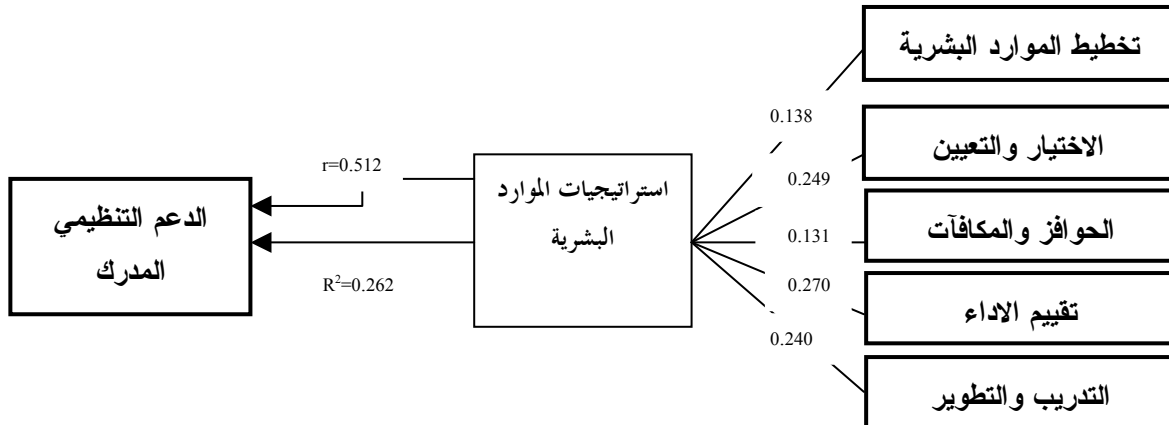 تخطيط الموارد البشرية
0.138
الاختيار والتعيين
0.249
الحوافز والمكافآت
0.131
0.270
تقييم الاداء
0.240
التدريب والتطوير
استراتيجيات الموارد
البشرية
r=0.512
R²=0.262
الدعم التنظيمي
المدرك